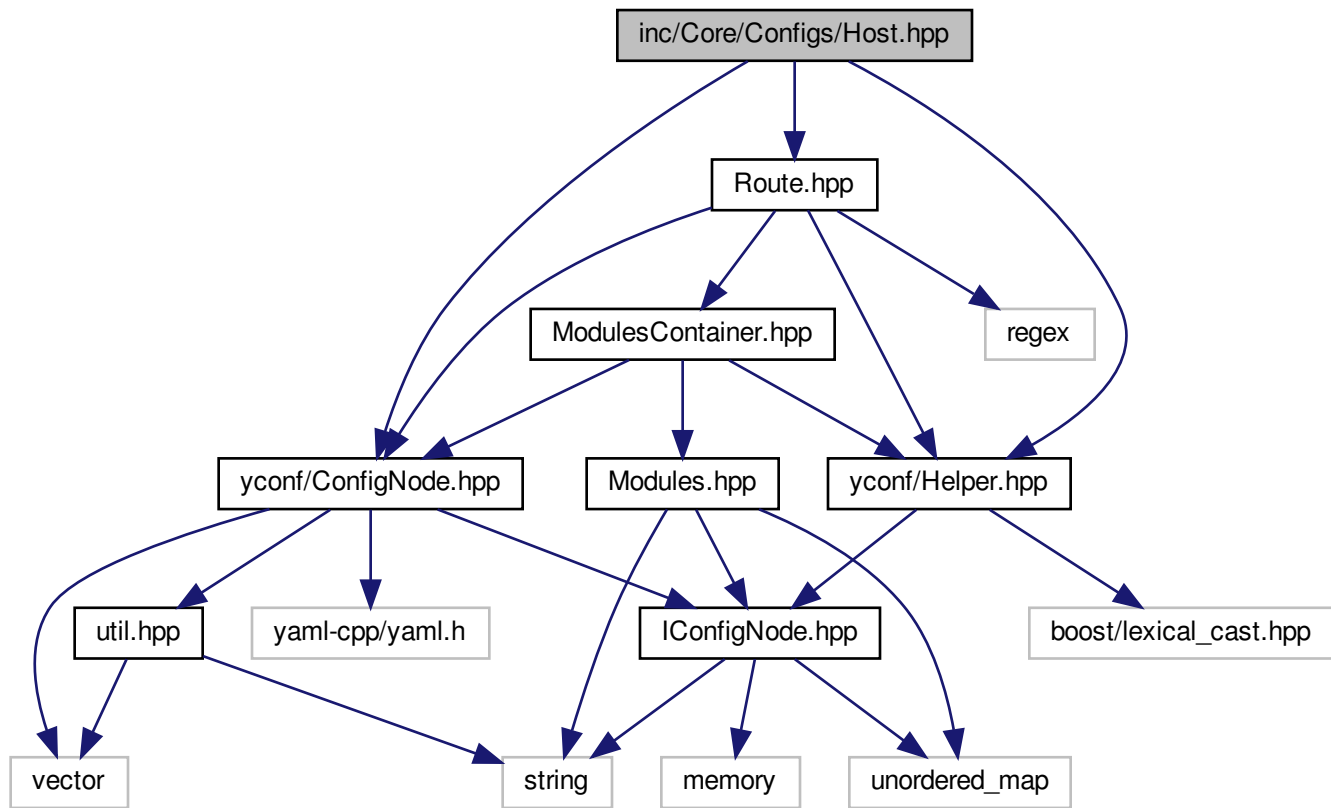 inc/Core/Configs/Host.hpp
Route.hpp
ModulesContainer.hpp
regex
yconf/ConfigNode.hpp
Modules.hpp
yconf/Helper.hpp
util.hpp
yaml-cpp/yaml.h
IConfigNode.hpp
boost/lexical_cast.hpp
vector
string
memory
unordered_map